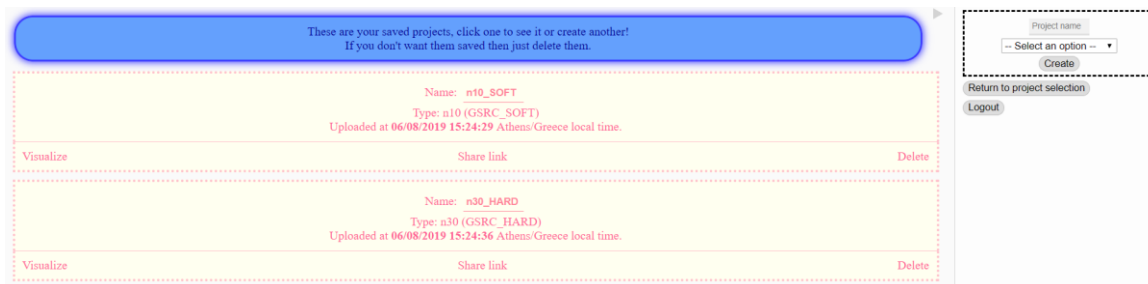 These are your saved projects, click one to see it or create another!
If you don't want them saved then just delete them.
Name: n10_SOFT
Type: n10 (GSRC_SOFT)
Uploaded at 06/08/2019 15:24:29 Athens/Greece local time.
Visualize Share link Delete
Name: n30_HARD
Type: n30 (GSRC_HARD)
Uploaded at 06/08/2019 15:24:36 Athens/Greece local time.
Visualize Share link Delete
Project name
-- Select an option --
Create
Return to project selection
Logout